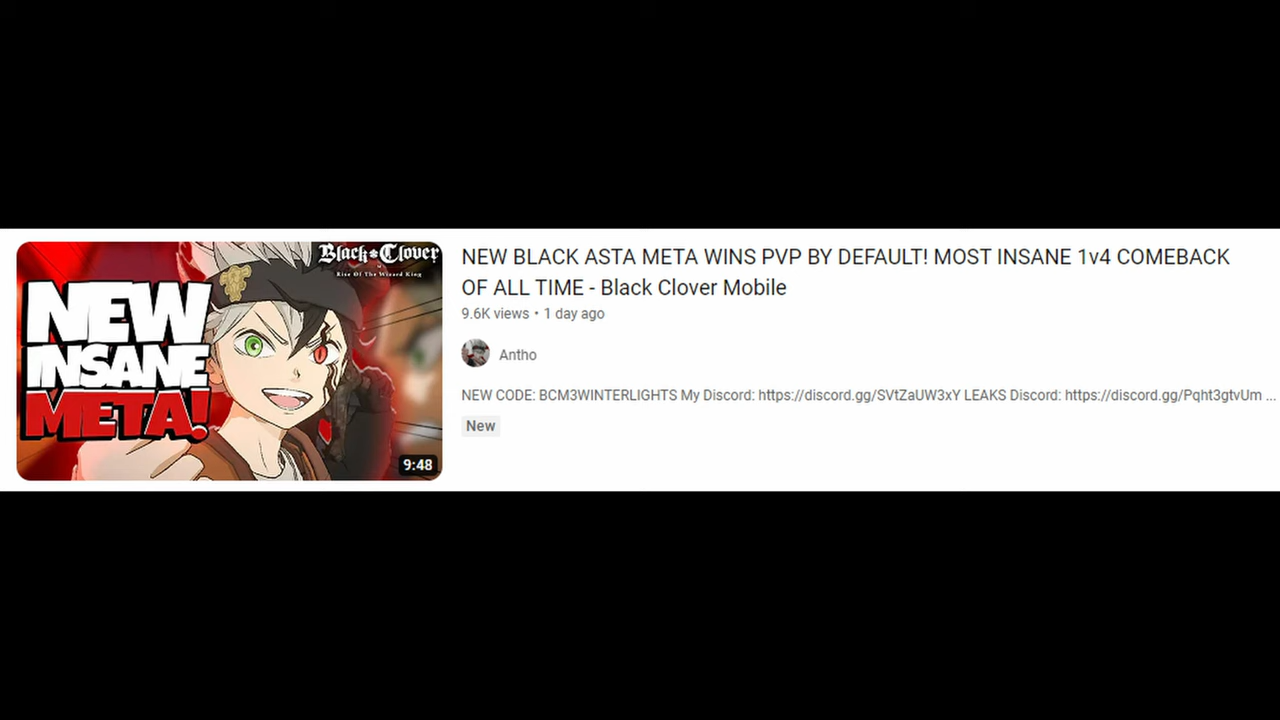 NEW
INSANE
META!
Black Clover
Rise Of The Wizard King
9:48
NEW BLACK ASTA META WINS PVP BY DEFAULT! MOST INSANE 1v4 COMEBACK
OF ALL TIME - Black Clover Mobile
9.6K views • 1 day ago
Antho
NEW CODE: BCM3WINTERLIGHTS My Discord: https://discord.gg/SVtZaUW3xY LEAKS Discord: https://discord.gg/Pqht3gtvUm ...
New